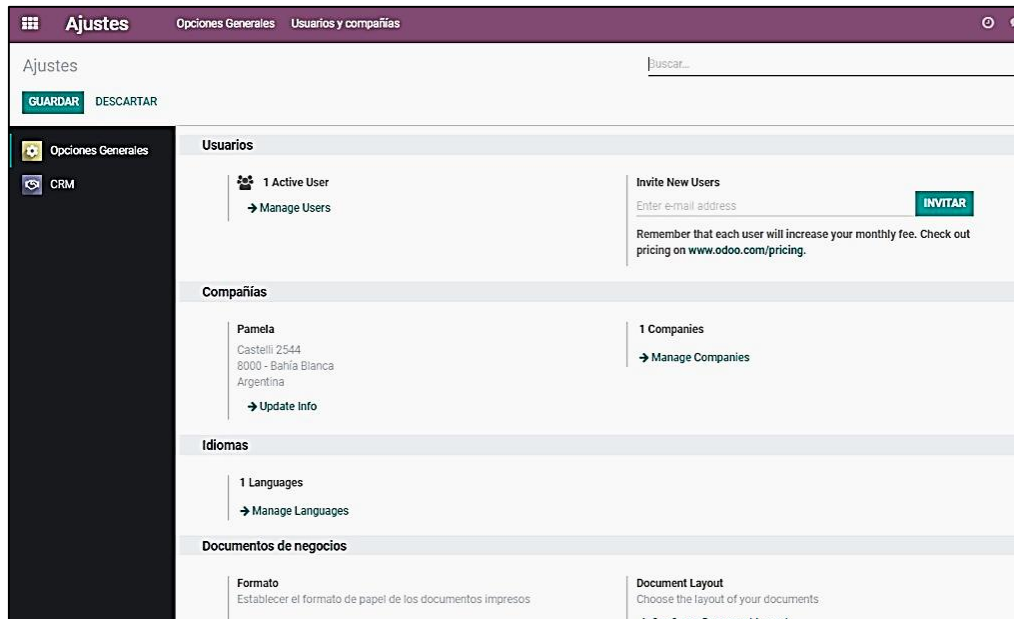 Ajustes Opciones Generales Usuarios y compañías
Ajustes
Buscar...
GUARDAR DESCARTAR
Opciones Generales
CRM
Usuarios
1 Active User
Manage Users
Invite New Users
Enter e-mail address INVITAR
Remember that each user will increase your monthly fee. Check out
pricing on www.odoo.com/pricing.
Compañías
Pamela
Castelli 2544
8000 - Bahía Blanca
Argentina
Update Info
1 Companies
Manage Companies
Idiomas
1 Languages
Manage Languages
Documentos de negocios
Formato
Establecer el formato de papel de los documentos impresos
Document Layout
Choose the layout of your documents